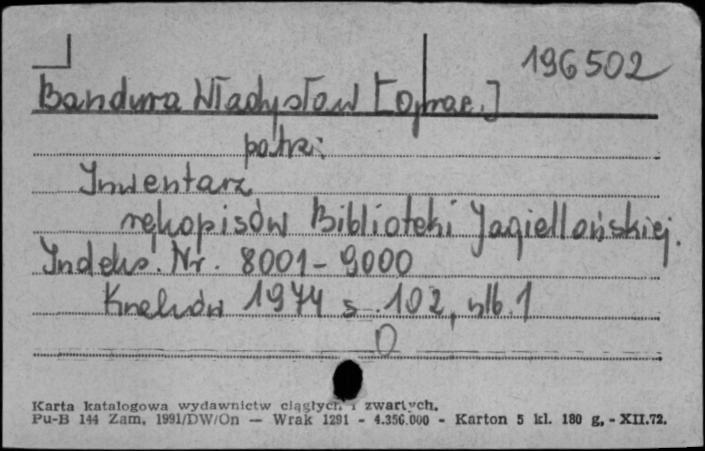 196502
Bandura Władysław [oprac.]
patrz:
Inwentarz
rękopisów Biblioteki Jagiellońskiej.
Indeks. Nr. 8001-9000
Kraków 1974 s. 102, nlb. 1
Karta katalogowa wydawnictw ciągłych i zwartych.
Pu-B 144 Zam, 1991/DW/On — Wrak 1291 - 4.356.000 - Karton 5 kl. 180 g, - XII.72.